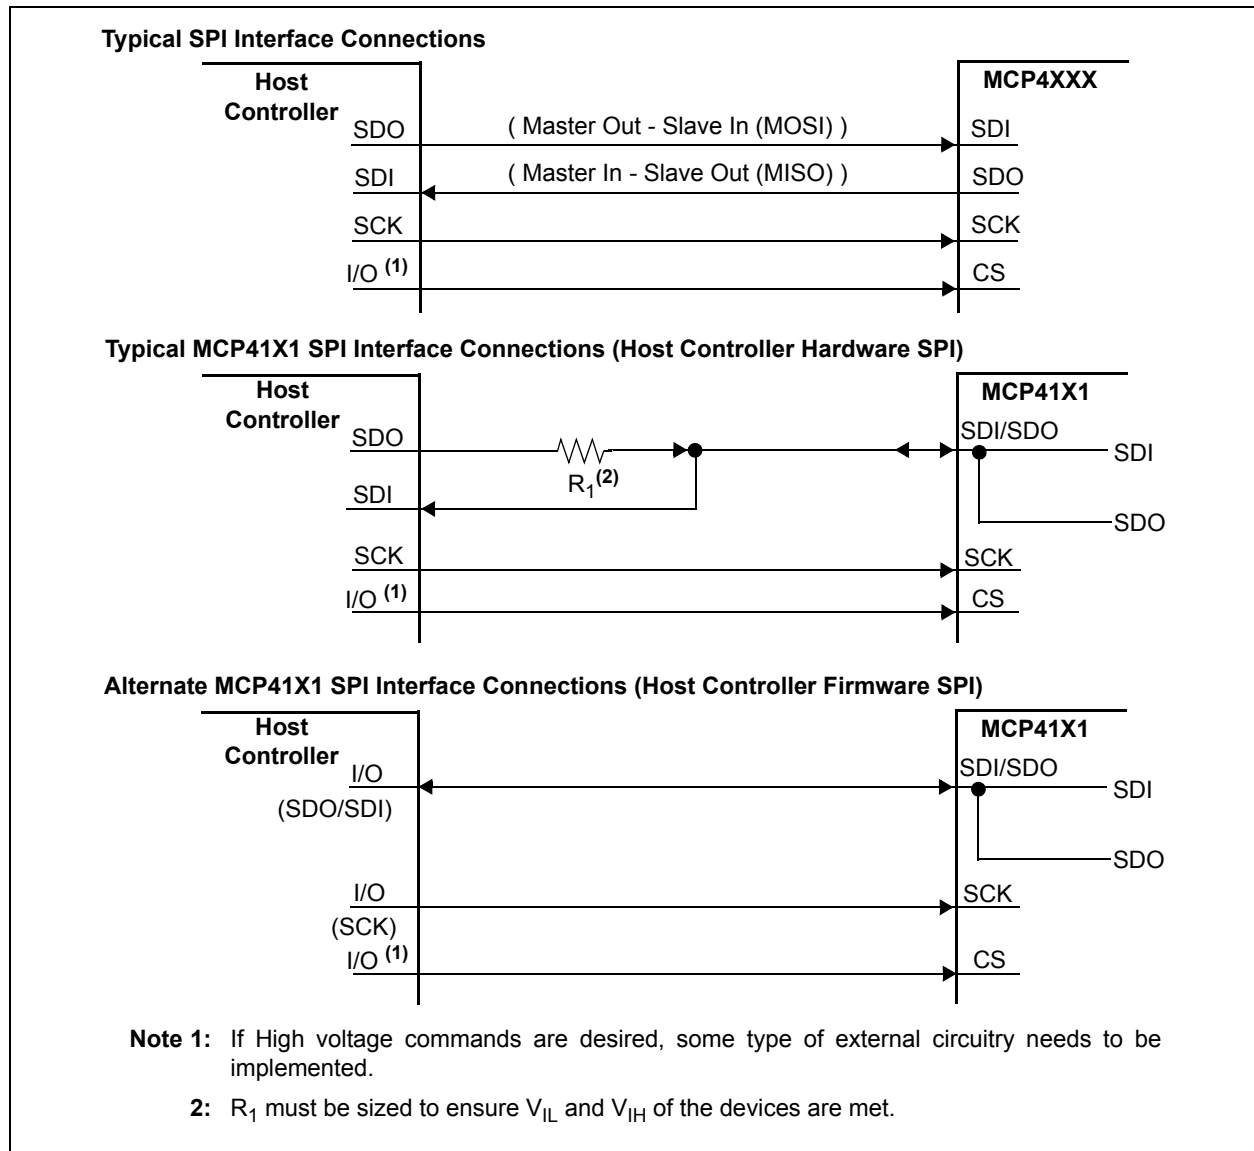 Typical SPI Interface Connections
Host
Controller
MCP4XXX
SDO
( Master Out - Slave In (MOSI) )
SDI
SDI
( Master In - Slave Out (MISO) )
SDO
SCK
SCK
I/O (1)
CS
Typical MCP41X1 SPI Interface Connections (Host Controller Hardware SPI)
Host
Controller
MCP41X1
SDO
SDI/SDO
SDI
R1(2)
SDI
SDO
SCK
SCK
I/O (1)
CS
Alternate MCP41X1 SPI Interface Connections (Host Controller Firmware SPI)
Host
Controller
MCP41X1
I/O
SDI/SDO
(SDO/SDI)
SDI
SDO
I/O
SCK
(SCK)
I/O (1)
CS
Note 1: If High voltage commands are desired, some type of external circuitry needs to be
implemented.
2: R1 must be sized to ensure VIL and VIH of the devices are met.